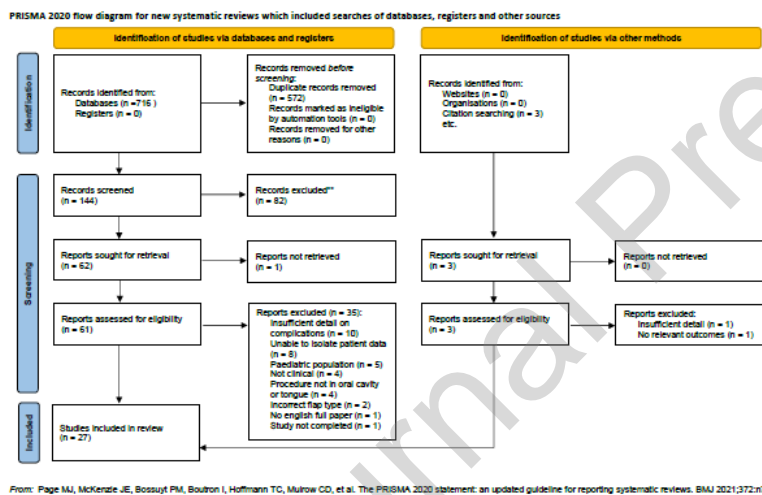 PRISMA 2020 flow diagram for new systematic reviews which included searches of databases, registers and other sources
Identification of studies via databases and registers
Identification of studies via other methods
Identification
Records identified from:
Databases (n =716 )
Registers (n = 0)
Records removed before
screening:
Duplicate records removed
(n = 572)
Records marked as ineligible
by automation tools (n = 0)
Records removed for other
reasons (n = 0)
Records identified from:
Websites (n = 0)
Organisations (n = 0)
Citation searching (n = 3)
etc.
Screening
Records screened
(n = 144)
Records excluded**
(n = 82)
Reports sought for retrieval
(n = 62)
Reports not retrieved
(n = 1)
Reports sought for retrieval
(n = 3)
Reports not retrieved
(n = 0)
Reports assessed for eligibility
(n = 61)
Reports excluded (n = 35):
Insufficient detail on
complications (n = 10)
Unable to isolate patient data
(n = 8)
Paediatric population (n = 5)
Not clinical (n = 4)
Procedure not in oral cavity
or tongue (n = 4)
Incorrect flap type (n = 2)
No english full paper (n = 1)
Study not completed (n = 1)
Reports assessed for eligibility
(n = 3)
Reports excluded:
Insufficient detail (n = 1)
No relevant outcomes (n = 1)
Included
Studies included in review
(n = 27)
From: Page MJ, McKenzie JE, Bossuyt PM, Boutron I, Hoffmann TC, Mulrow CD, et al. The PRISMA 2020 statement: an updated guideline for reporting systematic reviews. BMJ 2021;372:n